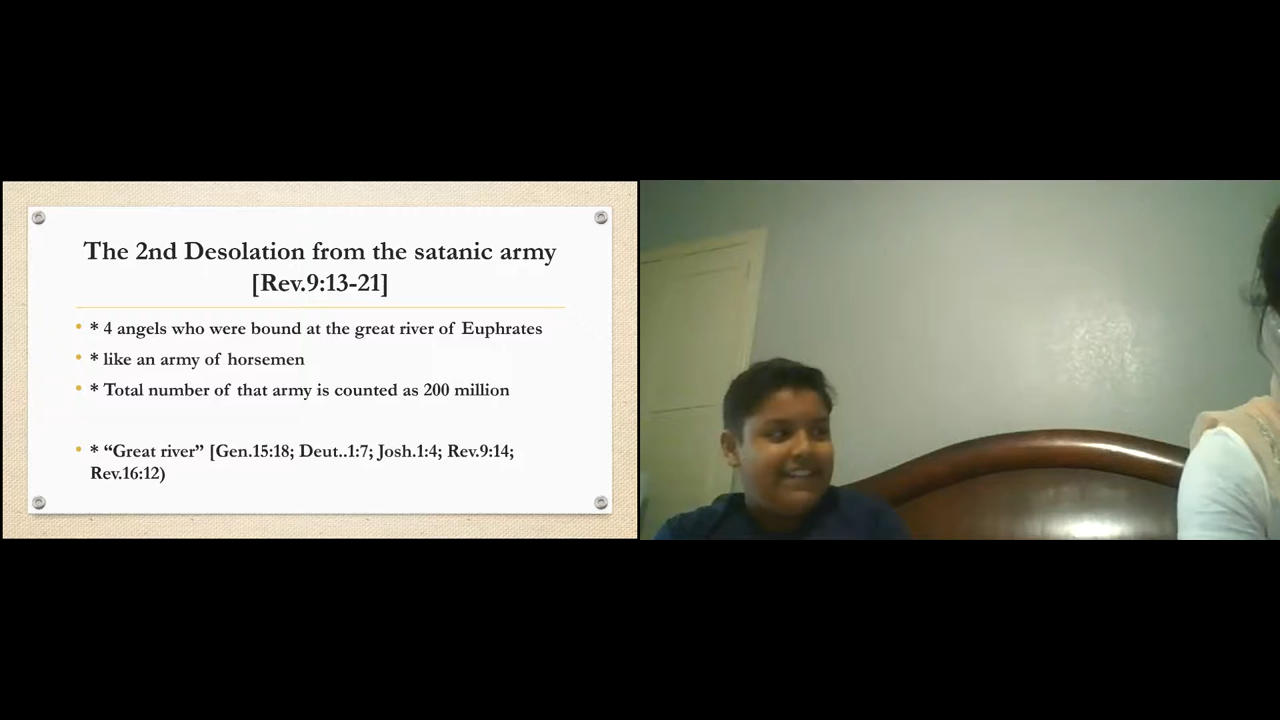 The 2nd Desolation from the satanic army
[Rev.9:13-21]
* 4 angels who were bound at the great river of Euphrates
* like an army of horsemen
* Total number of that army is counted as 200 million
* “Great river” [Gen.15:18; Deut..1:7; Josh.1:4; Rev.9:14;
Rev.16:12)